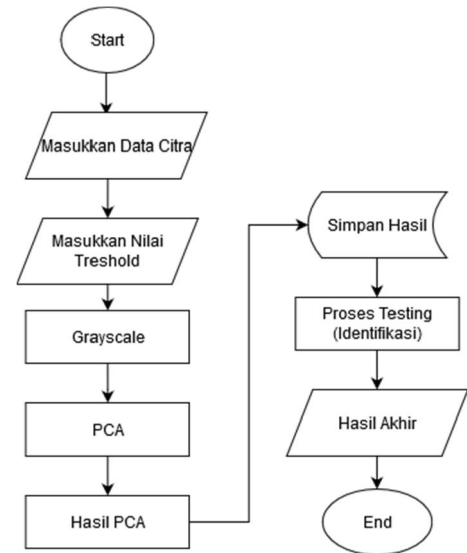 Start
Masukkan Data Citra
Masukkan Nilai
Treshold
Grayscale
PCA
Hasil PCA
Simpan Hasil
Proses Testing
(Identifikasi)
Hasil Akhir
End